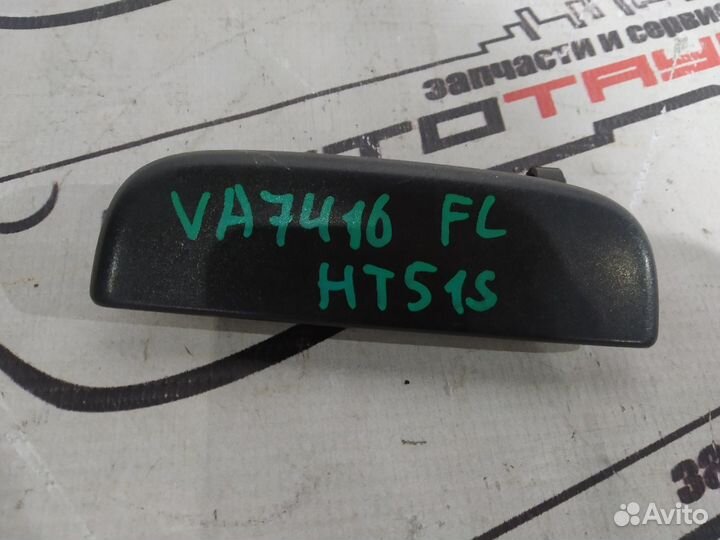 запчасти и сервис
VA7416 FL
HT51S
Avito